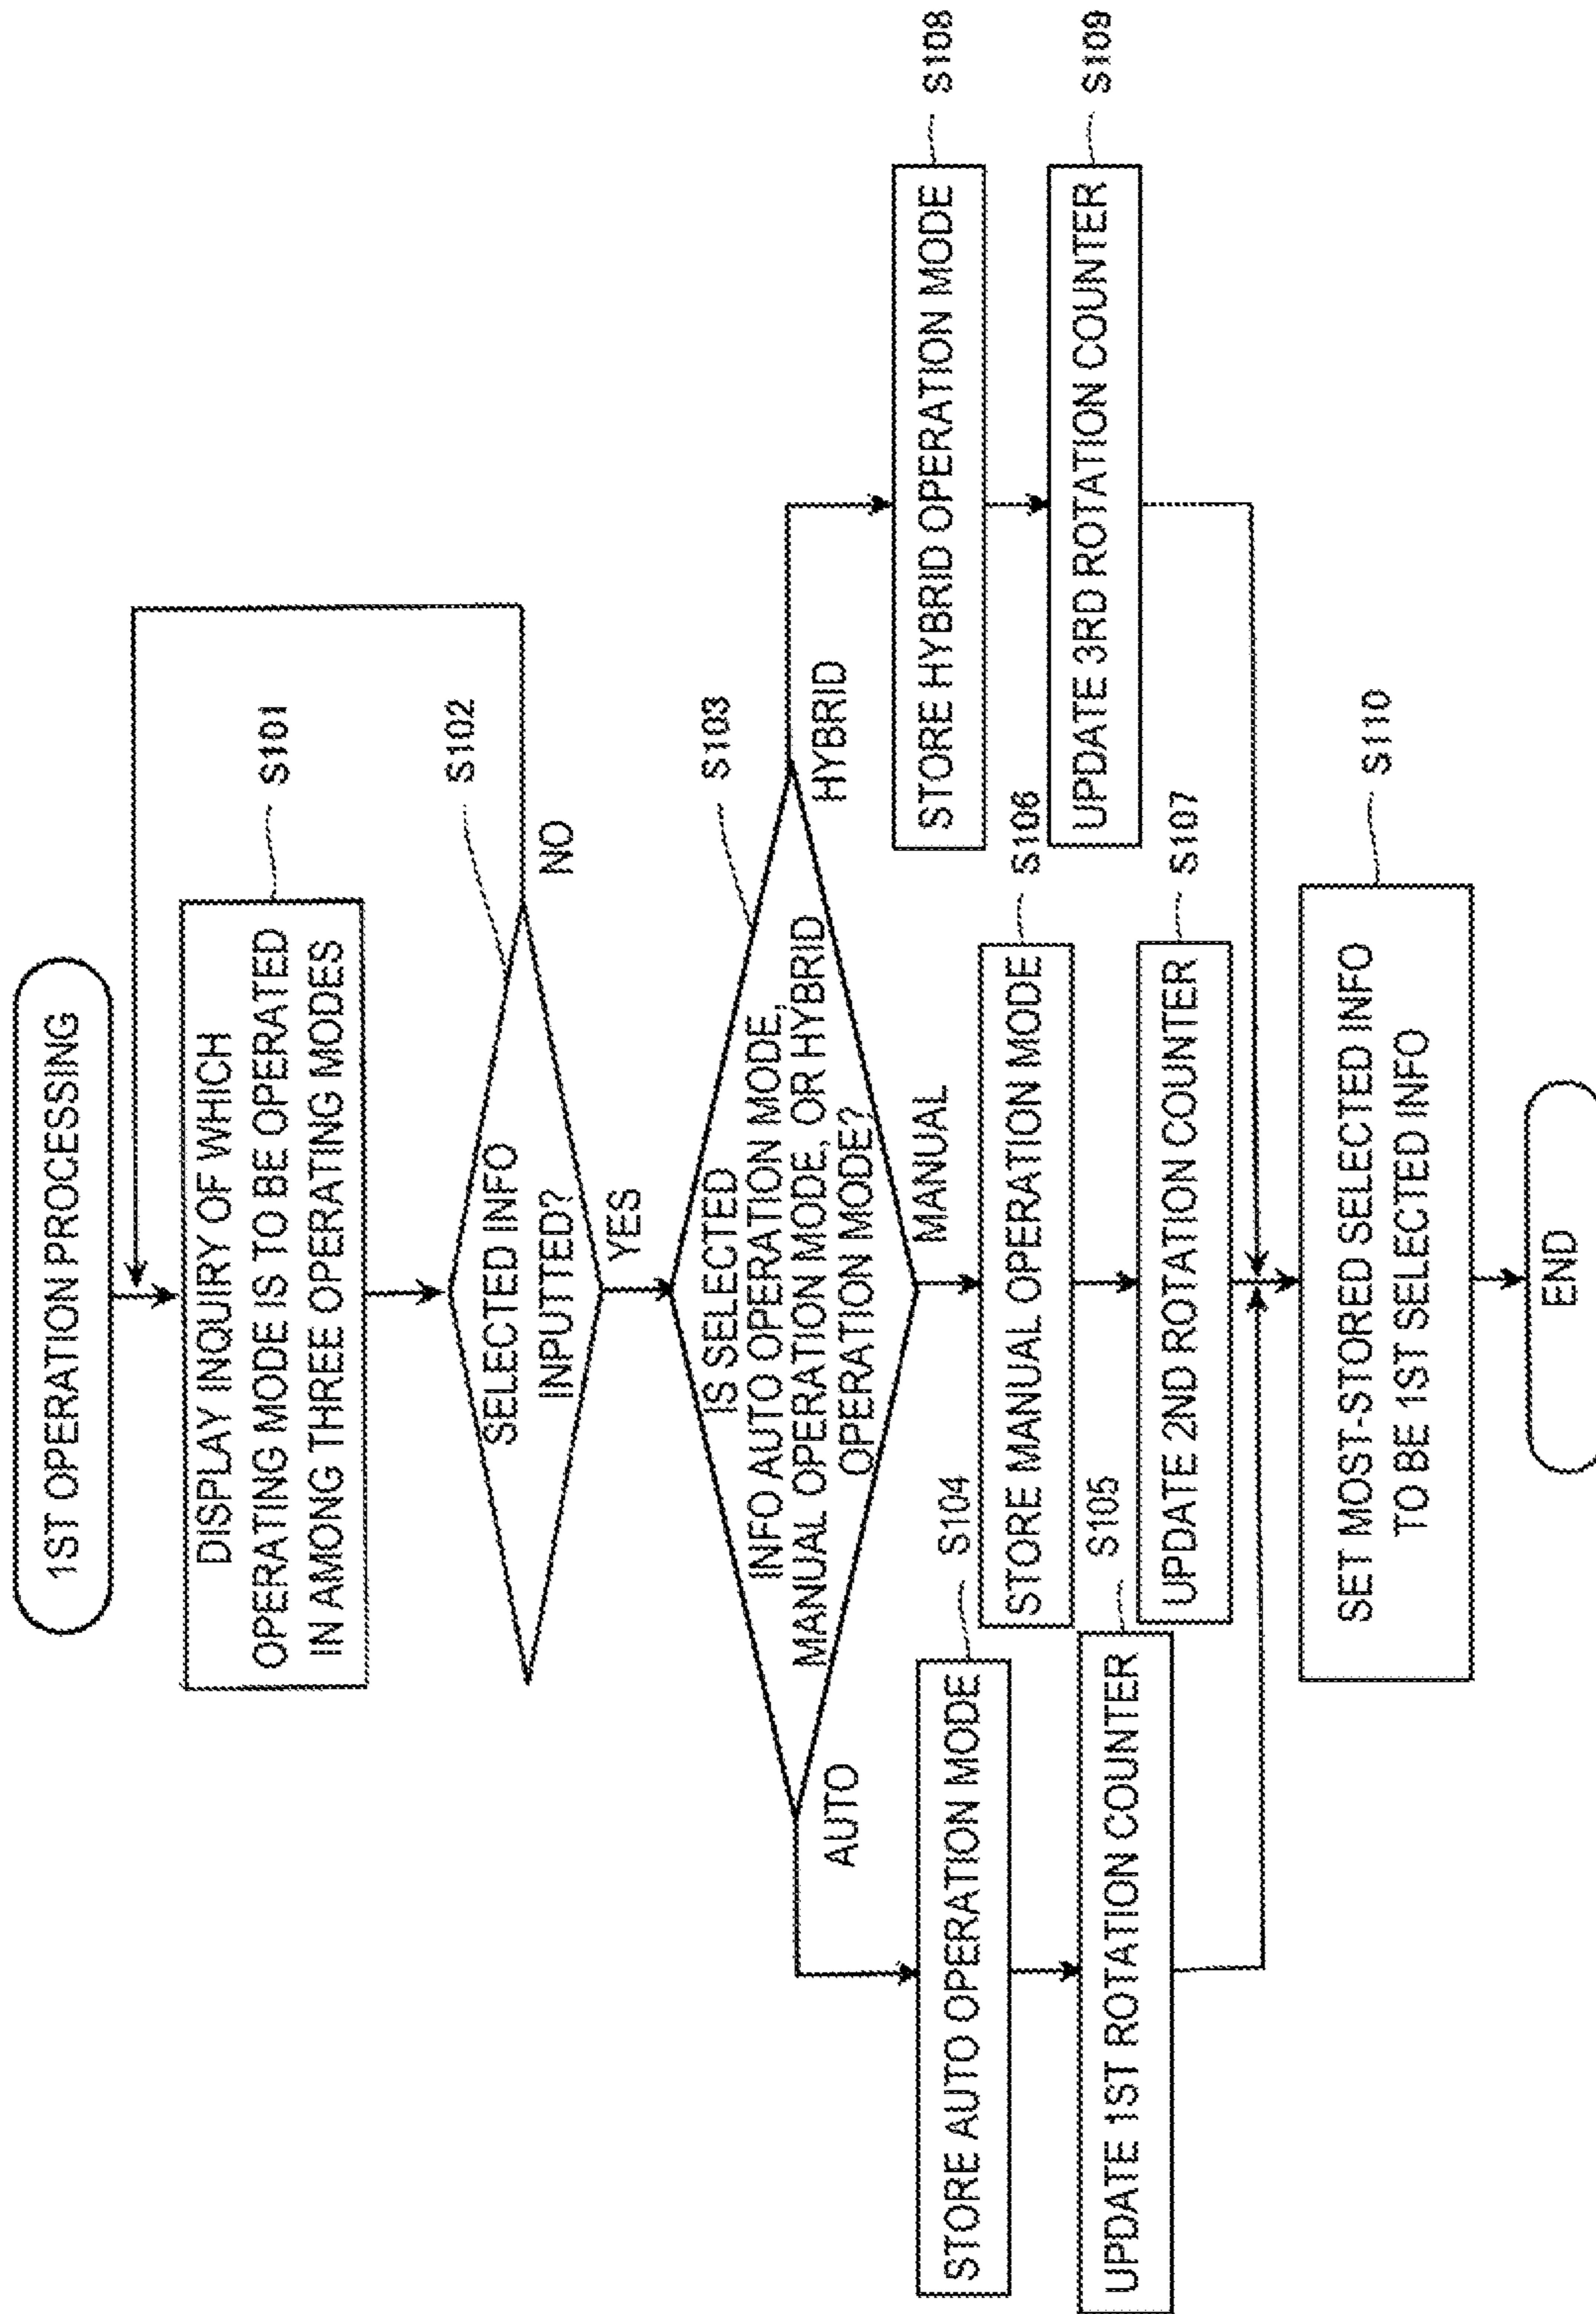 1ST OPERATION PROCESSING
DISPLAY INQUIRY OF WHICH
OPERATING MODE IS TO BE OPERATED
IN AMONG THREE OPERATING MODES
S101
SELECTED INFO
INPUTTED?
S102
NO
YES
IS SELECTED
INFO AUTO OPERATION MODE,
MANUAL OPERATION MODE, OR HYBRID
OPERATION MODE?
S103
AUTO
MANUAL
HYBRID
STORE AUTO OPERATION MODE
S104
UPDATE 1ST ROTATION COUNTER
S105
STORE MANUAL OPERATION MODE
S106
UPDATE 2ND ROTATION COUNTER
S107
STORE HYBRID OPERATION MODE
S108
UPDATE 3RD ROTATION COUNTER
S109
SET MOST-STORED SELECTED INFO
TO BE 1ST SELECTED INFO
S110
END